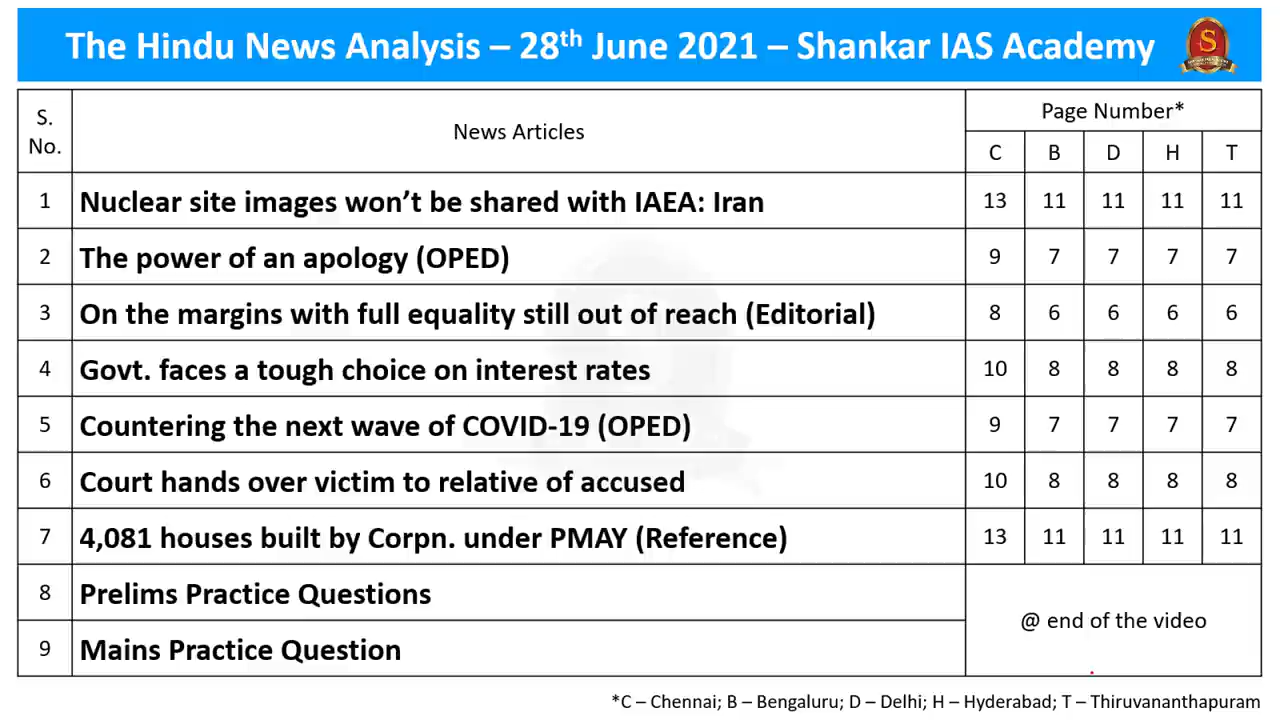 The Hindu News Analysis – 28th June 2021 – Shankar IAS Academy
S
S. No. News Articles Page Number*
C B D H T
1 Nuclear site images won’t be shared with IAEA: Iran 13 11 11 11 11
2 The power of an apology (OPED) 9 7 7 7 7
3 On the margins with full equality still out of reach (Editorial) 8 6 6 6 6
4 Govt. faces a tough choice on interest rates 10 8 8 8 8
5 Countering the next wave of COVID-19 (OPED) 9 7 7 7 7
6 Court hands over victim to relative of accused 10 8 8 8 8
7 4,081 houses built by Corpn. under PMAY (Reference) 13 11 11 11 11
8 Prelims Practice Questions
@ end of the video
9 Mains Practice Question
*C – Chennai; B – Bengaluru; D – Delhi; H – Hyderabad; T – Thiruvananthapuram